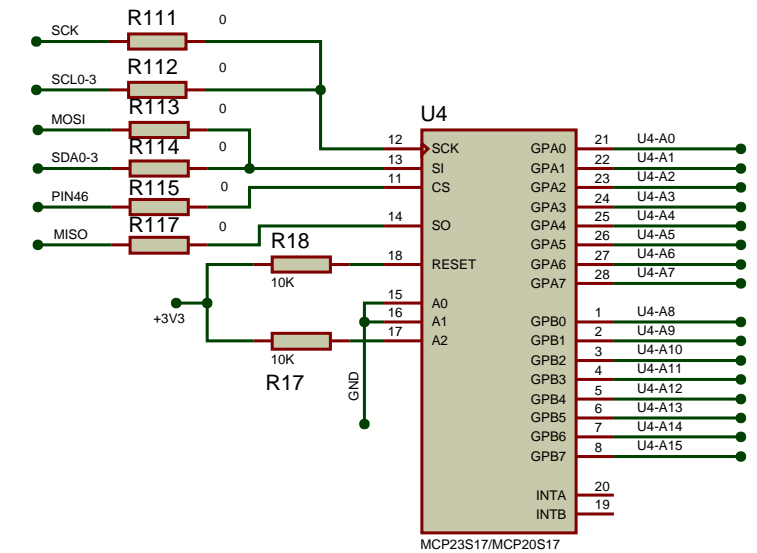 R111 0
SCK
R112 0
SCL0-3
R113 0
MOSI
R114 0
SDA0-3
R115 0
PIN46
R117 0
MISO
R18
10K
+3V3
10K
R17
GND
U4
12 SCK GPA0 21 U4-A0
13 SI GPA1 22 U4-A1
11 CS GPA2 23 U4-A2
GPA3 24 U4-A3
14 SO GPA4 25 U4-A4
GPA5 26 U4-A5
18 RESET GPA6 27 U4-A6
GPA7 28 U4-A7
15 A0
16 A1 GPB0 1 U4-A8
17 A2 GPB1 2 U4-A9
GPB2 3 U4-A10
GPB3 4 U4-A11
GPB4 5 U4-A12
GPB5 6 U4-A13
GPB6 7 U4-A14
GPB7 8 U4-A15
INTA 20
INTB 19
MCP23S17/MCP20S17